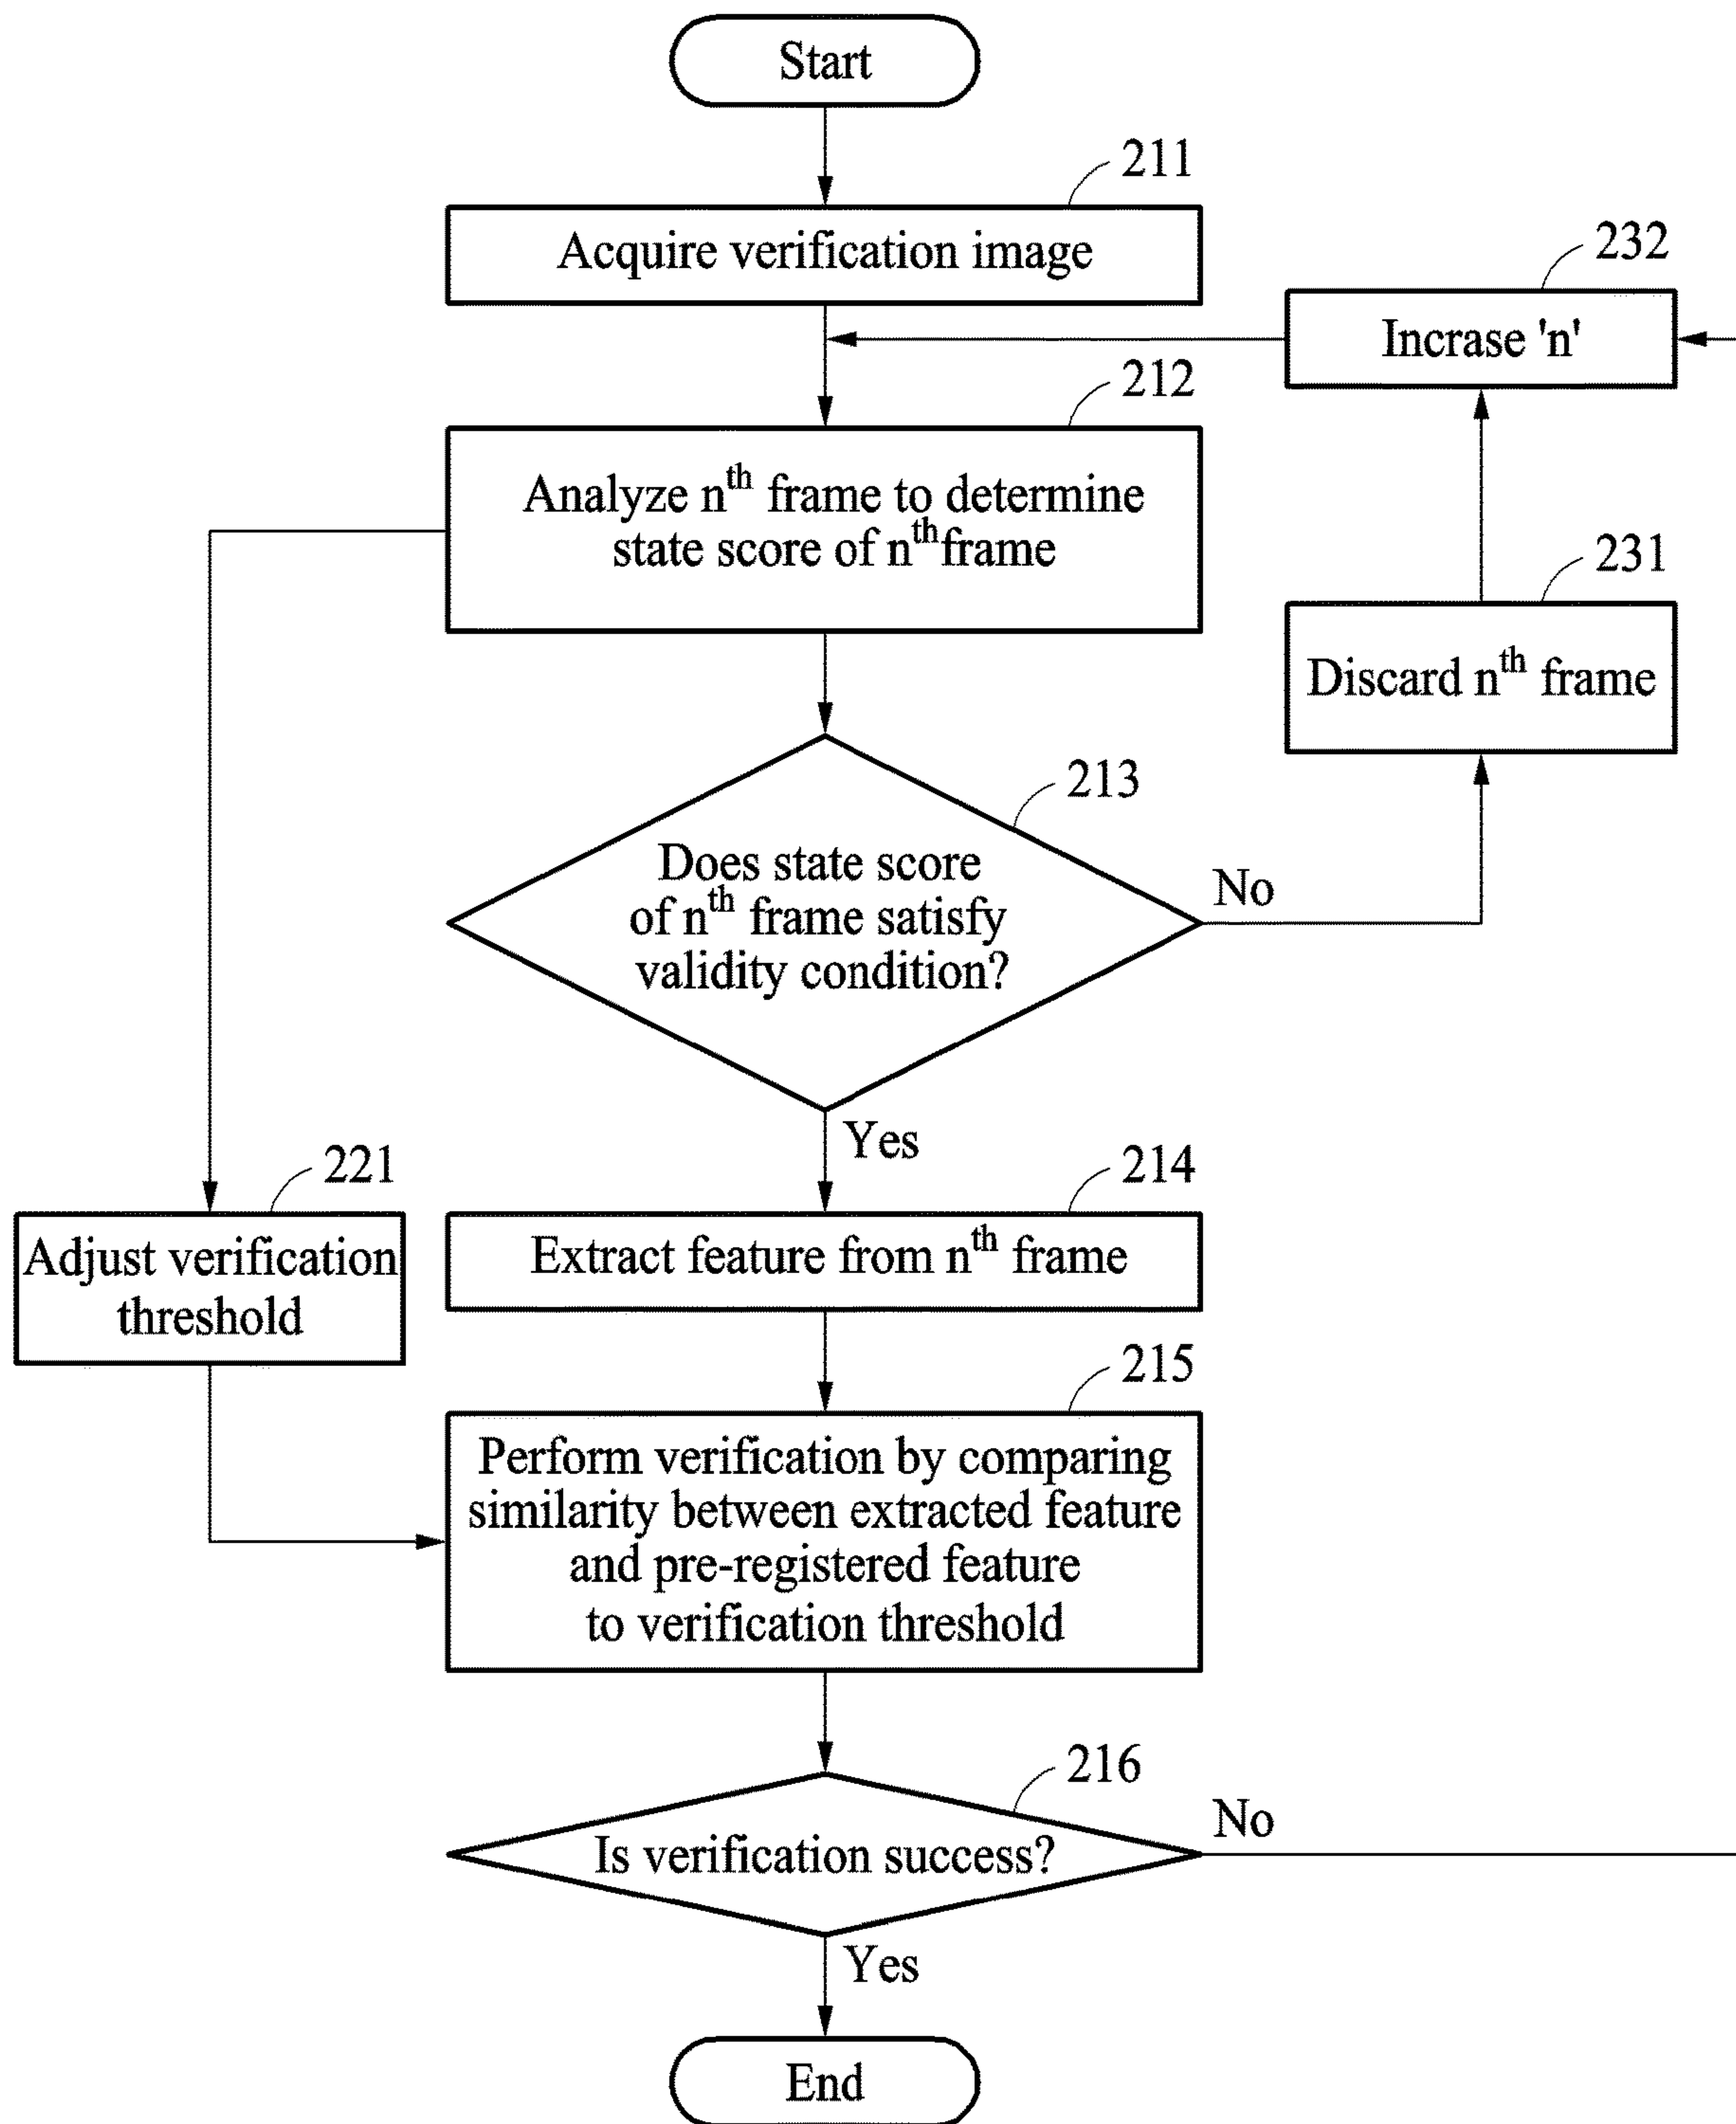 Start
211
Acquire verification image
232
Incrase 'n'
212
Analyze nth frame to determine
state score of nth frame
231
Discard nth frame
213
Does state score
of nth frame satisfy
validity condition?
No
Yes
221
Adjust verification
threshold
214
Extract feature from nth frame
215
Perform verification by comparing
similarity between extracted feature
and pre-registered feature
to verification threshold
216
Is verification success?
No
Yes
End